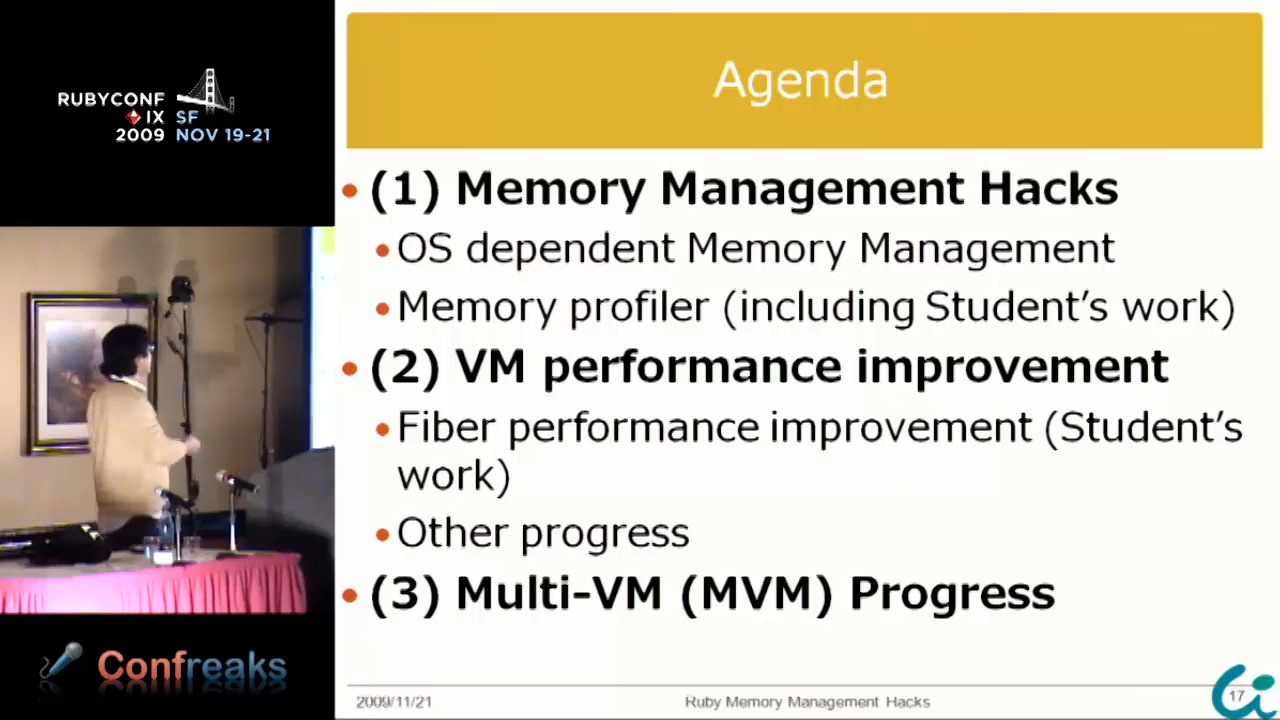 RUBYCONF
IX SF
2009 NOV 19-21
Agenda
(1) Memory Management Hacks
OS dependent Memory Management
Memory profiler (including Student's work)
(2) VM performance improvement
Fiber performance improvement (Student's
work)
Other progress
(3) Multi-VM (MVM) Progress
Confreaks
2009/11/21 Ruby Memory Management Hacks 17